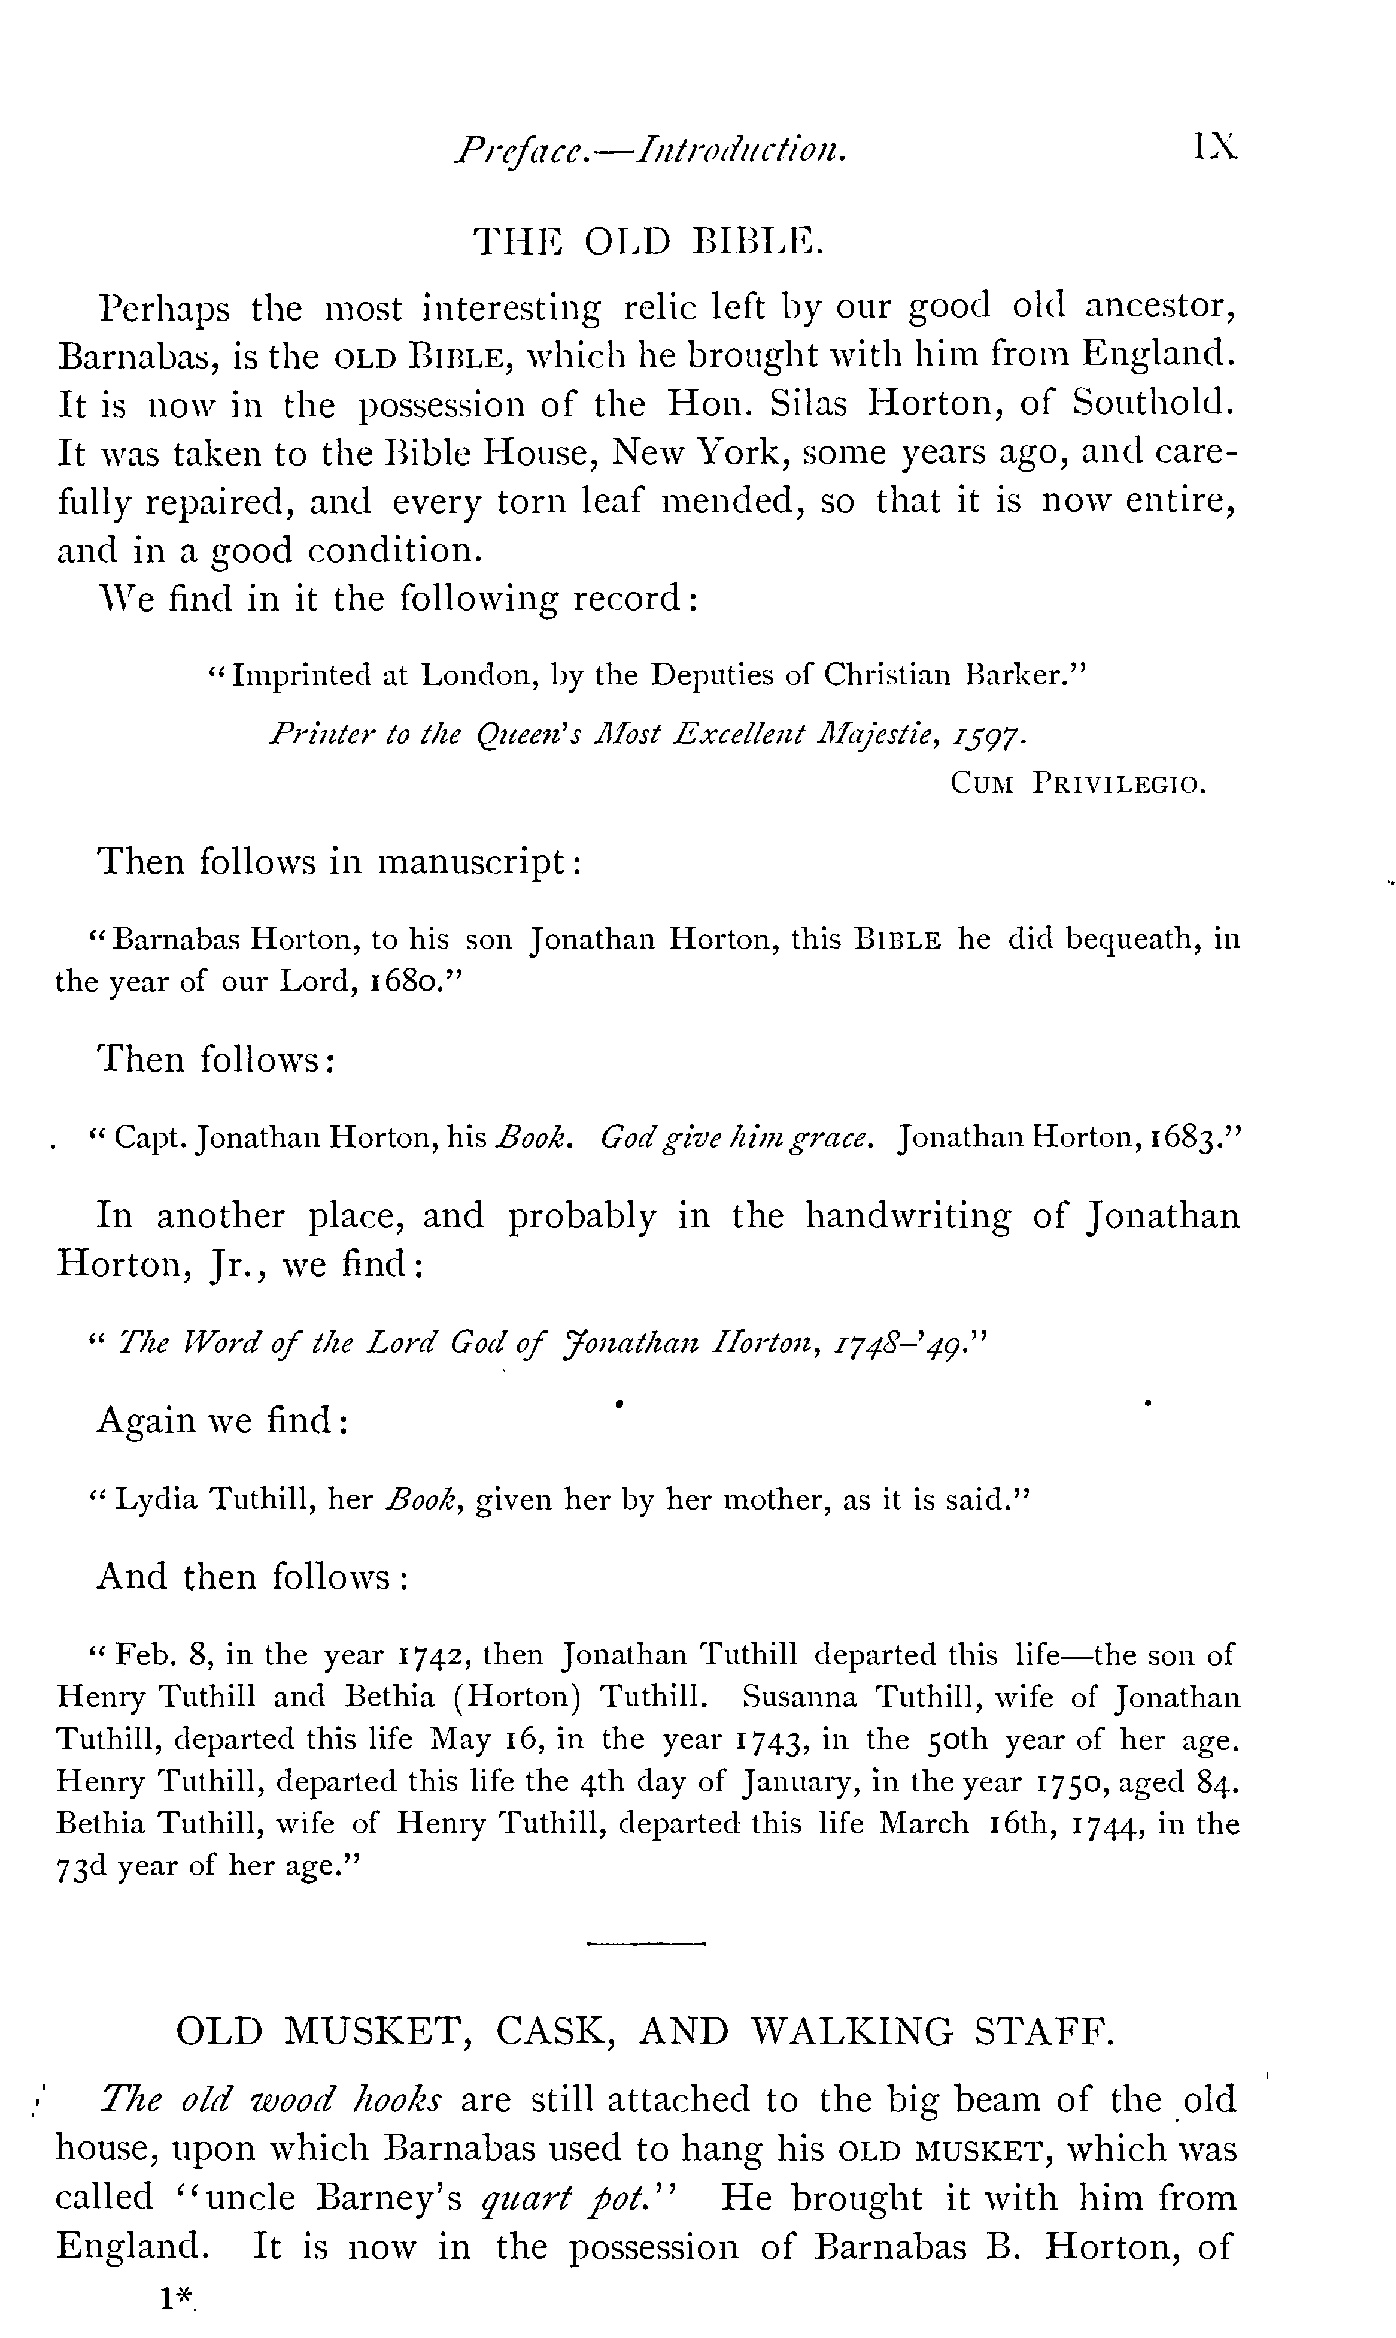 Preface.—Introduction. IX
THE OLD BIBLE.
Perhaps the most interesting relic left by our good old ancestor,
Barnabas, is the OLD BIBLE, which he brought with him from England.
It is now in the possession of the Hon. Silas Horton, of Southold.
It was taken to the Bible House, New York, some years ago, and care-
fully repaired, and every torn leaf mended, so that it is now entire,
and in a good condition.
We find in it the following record:
“Imprinted at London, by the Deputies of Christian Barker.”
Printer to the Queen's Most Excellent Majestie, 1597.
CUM PRIVILEGIO.
Then follows in manuscript:
“Barnabas Horton, to his son Jonathan Horton, this BIBLE he did bequeath, in
the year of our Lord, 1680.”
Then follows:
“Capt. Jonathan Horton, his Book. God give him grace. Jonathan Horton, 1683.”
In another place, and probably in the handwriting of Jonathan
Horton, Jr., we find:
“The Word of the Lord God of Jonathan Horton, 1748–'49.”
Again we find:
“Lydia Tuthill, her Book, given her by her mother, as it is said.”
And then follows:
“Feb. 8, in the year 1742, then Jonathan Tuthill departed this life—the son of
Henry Tuthill and Bethia (Horton) Tuthill. Susanna Tuthill, wife of Jonathan
Tuthill, departed this life May 16, in the year 1743, in the 50th year of her age.
Henry Tuthill, departed this life the 4th day of January, in the year 1750, aged 84.
Bethia Tuthill, wife of Henry Tuthill, departed this life March 16th, 1744, in the
73d year of her age.”
OLD MUSKET, CASK, AND WALKING STAFF.
The old wood hooks are still attached to the big beam of the old
house, upon which Barnabas used to hang his OLD MUSKET, which was
called “uncle Barney's quart pot.” He brought it with him from
England. It is now in the possession of Barnabas B. Horton, of
1*